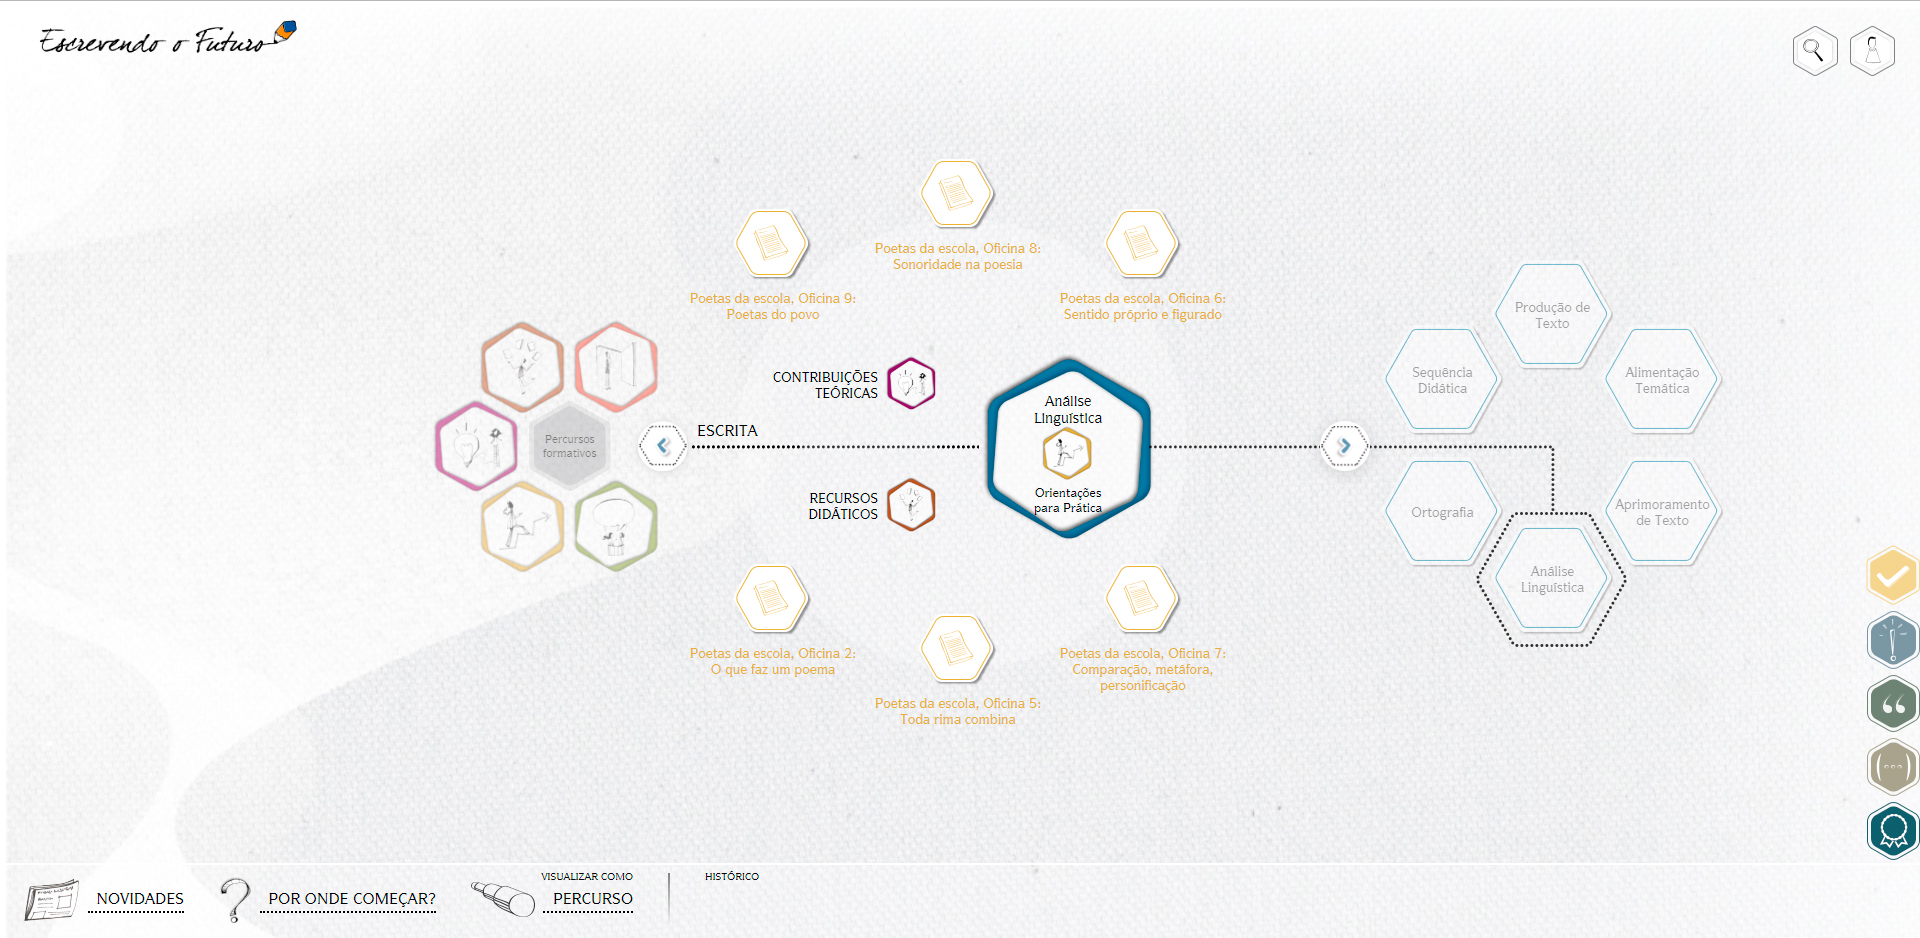 Escrevendo o Futuro
Poetas da escola, Oficina 8:
Sonoridade na poesia
Poetas da escola, Oficina 9:
Poetas do povo
Poetas da escola, Oficina 6:
Sentido próprio e figurado
Produção de
Texto
Sequência
Didática
Alimentação
Temática
CONTRIBUIÇÕES
TEÓRICAS
Análise
Linguística
Percursos
formativos
ESCRITA
Orientações
para Prática
RECURSOS
DIDÁTICOS
Ortografia
Aprimoramento
de Texto
Análise
Linguística
Poetas da escola, Oficina 2:
O que faz um poema
Poetas da escola, Oficina 5:
Toda rima combina
Poetas da escola, Oficina 7:
Comparação, metáfora,
personificação
NOVIDADES
POR ONDE COMEÇAR?
VISUALIZAR COMO
PERCURSO
HISTÓRICO